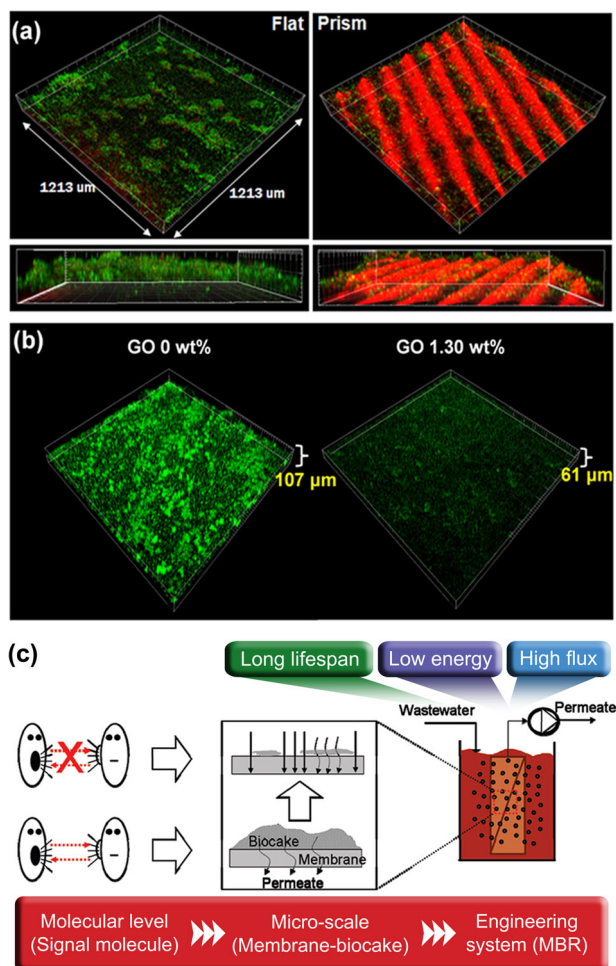 (a)
Flat
Prism
1213 um
1213 um
(b)
GO 0 wt%
GO 1.30 wt%
107 µm
61 µm
(c)
Long lifespan
Low energy
High flux
Wastewater
Permeate
X
Biocake
Membrane
Permeate
Molecular level
(Signal molecule)
Micro-scale
(Membrane-biocake)
Engineering
system (MBR)